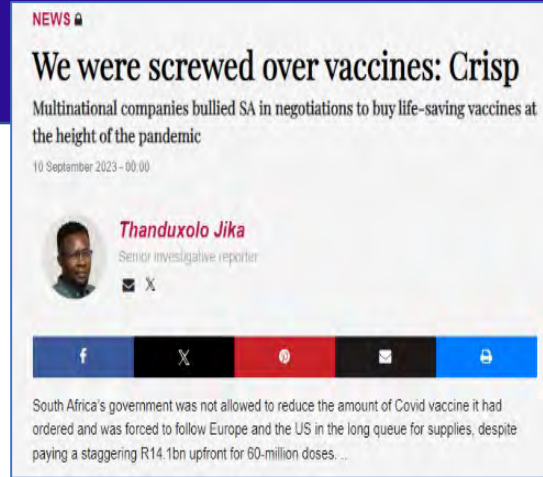 NEWS
We were screwed over vaccines: Crisp
Multinational companies bullied SA in negotiations to buy life-saving vaccines at
the height of the pandemic
10 September 2023 - 00:00
Thanduxolo Jika
Senior investigative reporter
South Africa's government was not allowed to reduce the amount of Covid vaccine it had
ordered and was forced to follow Europe and the US in the long queue for supplies, despite
paying a staggering R14.1bn upfront for 60-million doses. ..